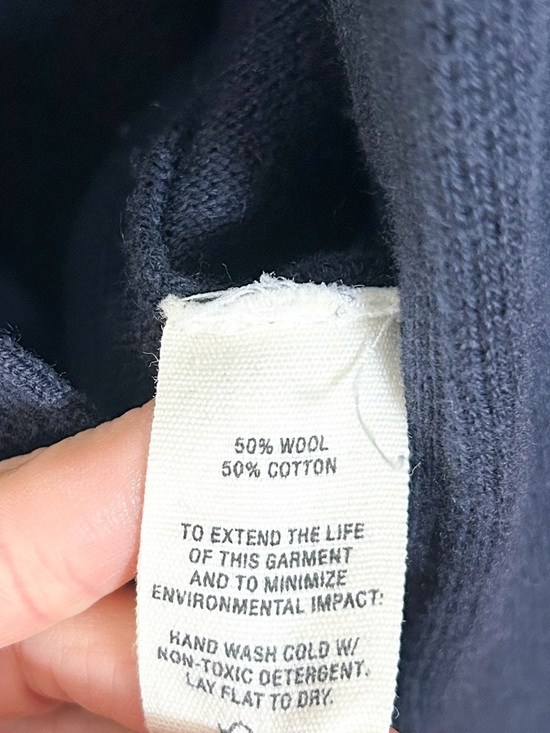 50% WOOL
50% COTTON
TO EXTEND THE LIFE
OF THIS GARMENT
AND TO MINIMIZE
ENVIRONMENTAL IMPACT:
HAND WASH COLD W/
NON-TOXIC DETERGENT.
LAY FLAT TO DRY.